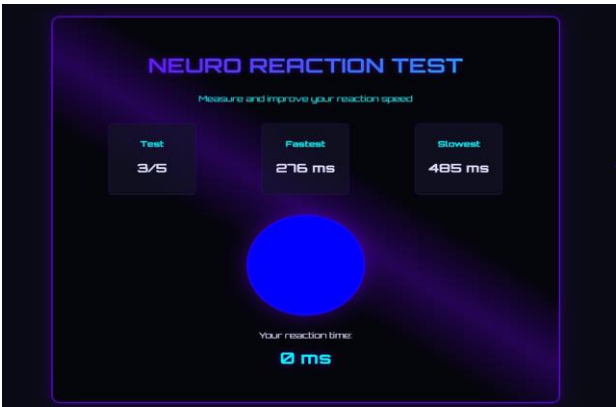 NEURO REACTION TEST
Measure and improve your reaction speed
Test Fastest Slowest
3/5 276 ms 485 ms
Your reaction time:
0 ms